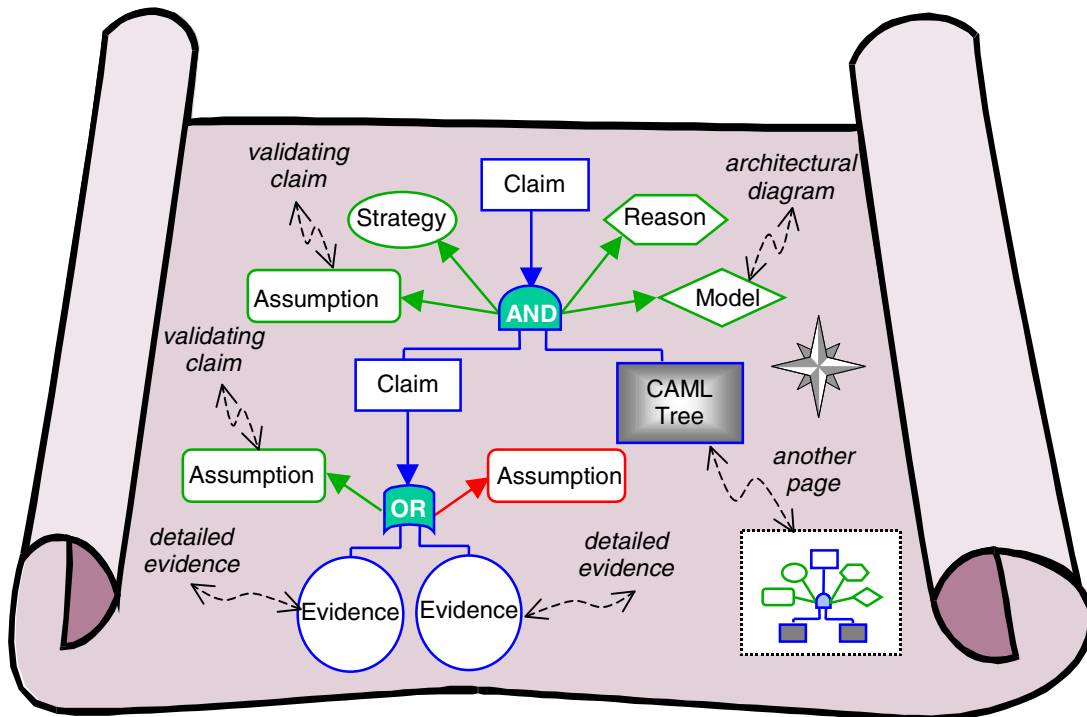 validating
claim
Claim
architectural
diagram
Strategy
Reason
Assumption
AND
Model
validating
claim
Claim
CAML
Tree
Assumption
Assumption
another
page
OR
detailed
evidence
detailed
evidence
Evidence
Evidence